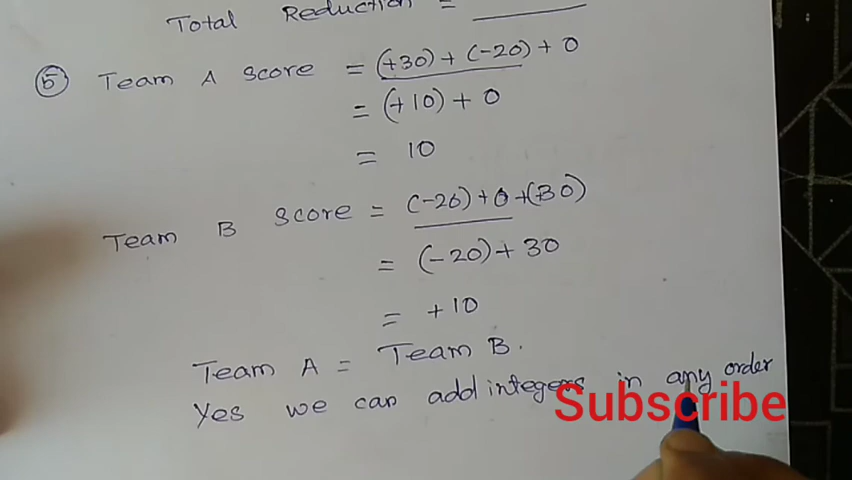 Total Reduction =
⑤ Team A score = (+30) + (-20) + 0
= (+10) + 0
= 10
Team B score = (-20) + 0 + (30)
= (-20) + 30
= +10
Team A = Team B.
Yes we can add integers in any order
Subscribe